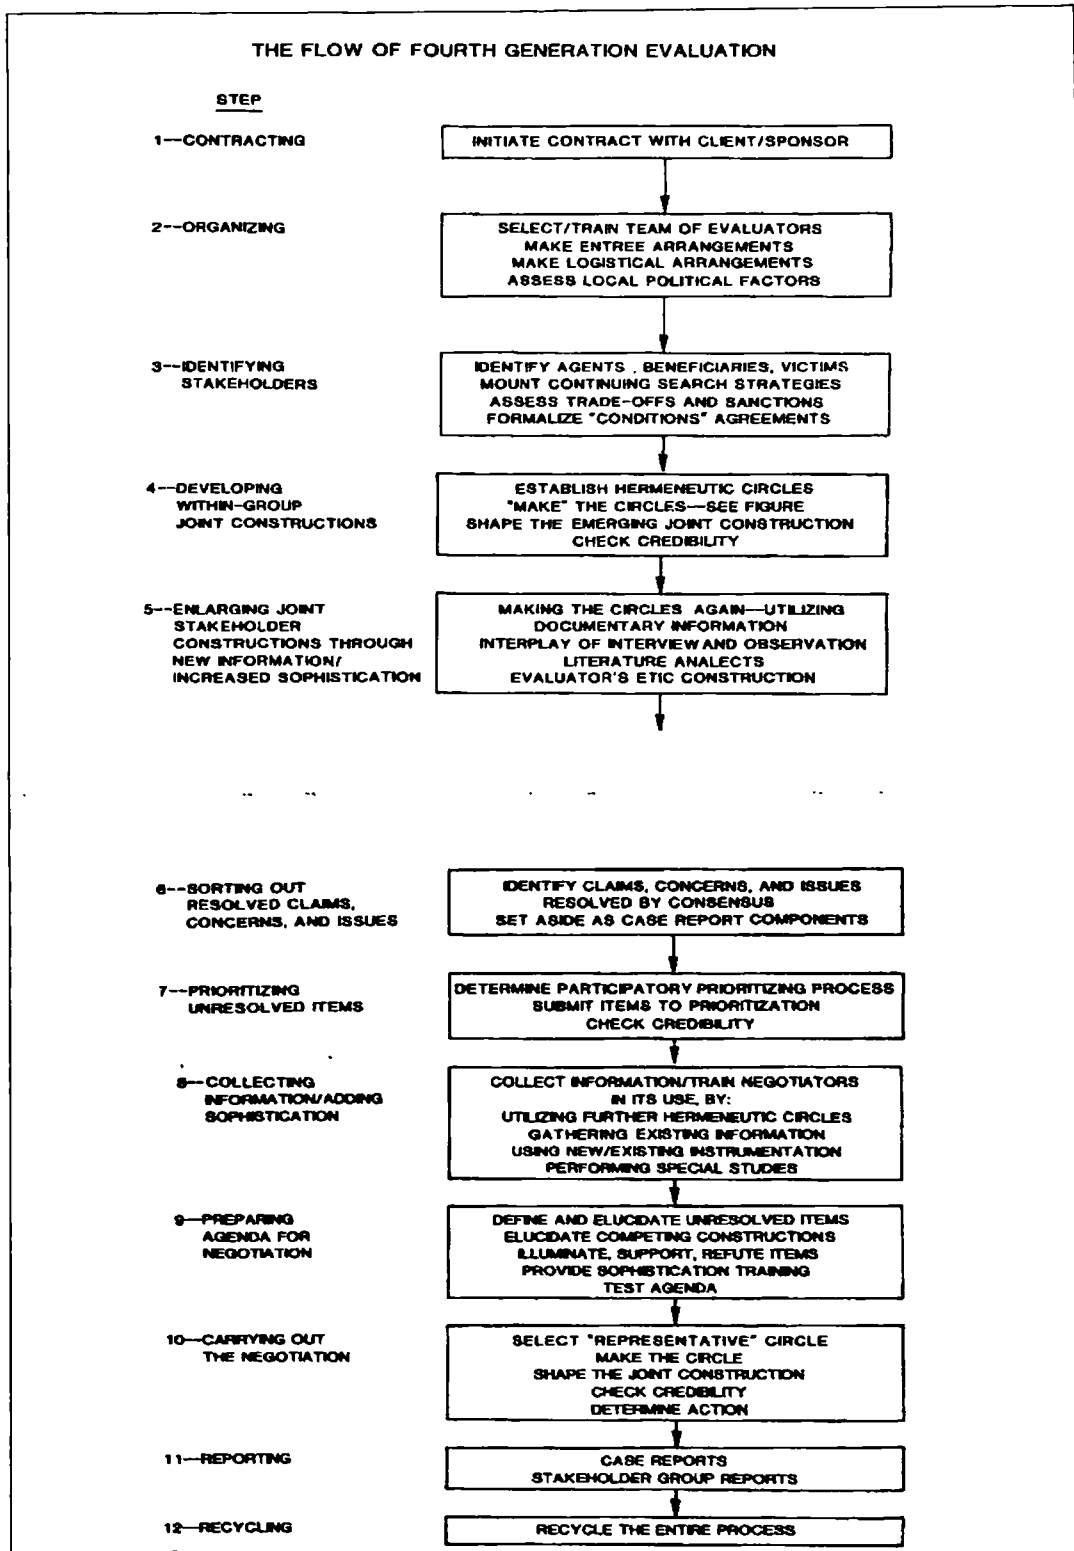 THE FLOW OF FOURTH GENERATION EVALUATION
STEP
1--CONTRACTING
INITIATE CONTRACT WITH CLIENT/SPONSOR
2--ORGANIZING
SELECT/TRAIN TEAM OF EVALUATORS
MAKE ENTREE ARRANGEMENTS
MAKE LOGISTICAL ARRANGEMENTS
ASSESS LOCAL POLITICAL FACTORS
3--IDENTIFYING
STAKEHOLDERS
IDENTIFY AGENTS , BENEFICIARIES, VICTIMS
MOUNT CONTINUING SEARCH STRATEGIES
ASSESS TRADE-OFFS AND SANCTIONS
FORMALIZE "CONDITIONS" AGREEMENTS
4--DEVELOPING
WITHIN-GROUP
JOINT CONSTRUCTIONS
ESTABLISH HERMENEUTIC CIRCLES
"MAKE" THE CIRCLES—SEE FIGURE
SHAPE THE EMERGING JOINT CONSTRUCTION
CHECK CREDIBILITY
5--ENLARGING JOINT
STAKEHOLDER
CONSTRUCTIONS THROUGH
NEW INFORMATION/
INCREASED SOPHISTICATION
MAKING THE CIRCLES AGAIN—UTILIZING
DOCUMENTARY INFORMATION
INTERPLAY OF INTERVIEW AND OBSERVATION
LITERATURE ANALECTS
EVALUATOR'S ETIC CONSTRUCTION
6--SORTING OUT
RESOLVED CLAIMS,
CONCERNS, AND ISSUES
IDENTIFY CLAIMS, CONCERNS, AND ISSUES
RESOLVED BY CONSENSUS
SET ASIDE AS CASE REPORT COMPONENTS
7--PRIORITIZING
UNRESOLVED ITEMS
DETERMINE PARTICIPATORY PRIORITIZING PROCESS
SUBMIT ITEMS TO PRIORITIZATION
CHECK CREDIBILITY
8--COLLECTING
INFORMATION/ADDING
SOPHISTICATION
COLLECT INFORMATION/TRAIN NEGOTIATORS
IN ITS USE, BY:
UTILIZING FURTHER HERMENEUTIC CIRCLES
GATHERING EXISTING INFORMATION
USING NEW/EXISTING INSTRUMENTATION
PERFORMING SPECIAL STUDIES
9--PREPARING
AGENDA FOR
NEGOTIATION
DEFINE AND ELUCIDATE UNRESOLVED ITEMS
ELUCIDATE COMPETING CONSTRUCTIONS
ILLUMINATE, SUPPORT, REFUTE ITEMS
PROVIDE SOPHISTICATION TRAINING
TEST AGENDA
10--CARRYING OUT
THE NEGOTIATION
SELECT "REPRESENTATIVE" CIRCLE
MAKE THE CIRCLE
SHAPE THE JOINT CONSTRUCTION
CHECK CREDIBILITY
DETERMINE ACTION
11--REPORTING
CASE REPORTS
STAKEHOLDER GROUP REPORTS
12--RECYCLING
RECYCLE THE ENTIRE PROCESS